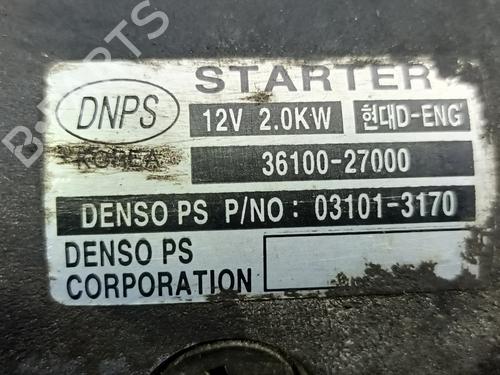 B-PARTS
STARTER
DNPS
12V 2.0KW
현대D-ENG
KOREA
36100-27000
DENSO PS P/NO: 03101-3170
DENSO PS
CORPORATION